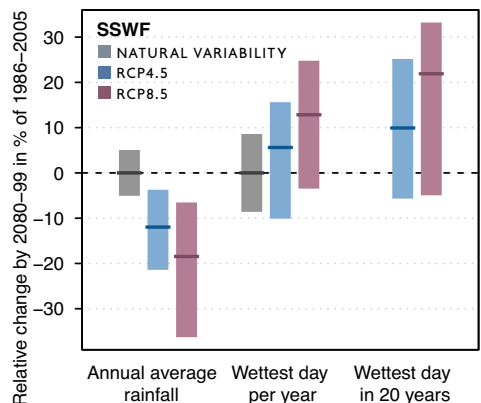 Relative change by 2080–99 in % of 1986–2005
30
20
10
0
−10
−20
−30
SSWF
NATURAL VARIABILITY
RCP4.5
RCP8.5
Annual average
rainfall
Wettest day
per year
Wettest day
in 20 years